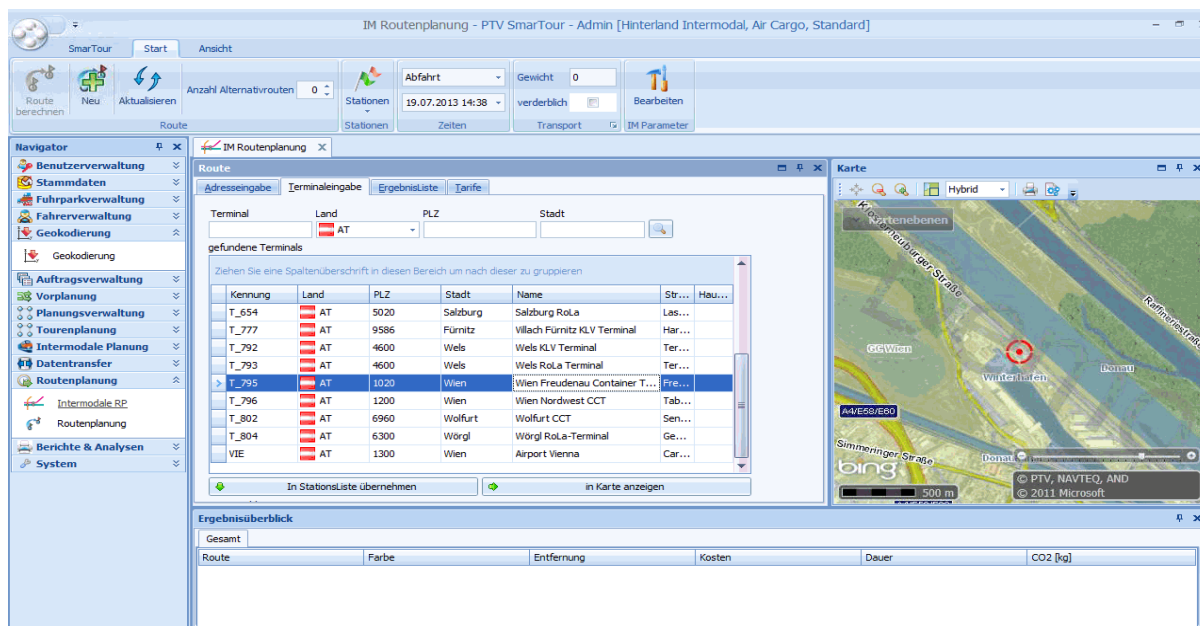 IM Routenplanung - PTV SmarTour - Admin [Hinterland Intermodal, Air Cargo, Standard]
SmarTour Start Ansicht
Route berechnen
Neu
Aktualisieren
Anzahl Alternativrouten 0
Stationen
Abfahrt
19.07.2013 14:38
Gewicht 0
verderblich
Bearbeiten
Route Stationen Zeiten Transport IM Parameter
Navigator
Benutzerverwaltung
Stammdaten
Fuhrparkverwaltung
Fahrerverwaltung
Geokodierung
Geokodierung
Auftragsverwaltung
Vorplanung
Planungsverwaltung
Tourenplanung
Intermodale Planung
Datentransfer
Routenplanung
Intermodale RP
Routenplanung
Berichte & Analysen
System
IM Routenplanung X
Route
Adresseingabe Terminaleingabe ErgebnisListe Tarife
Terminal Land PLZ Stadt
AT
gefundene Terminals
Ziehen Sie eine Spaltenüberschrift in diesen Bereich um nach dieser zu gruppieren
Kennung Land PLZ Stadt Name Str... Hau...
T_654 AT 5020 Salzburg Salzburg RoLa Las...
T_777 AT 9586 Fürnitz Villach Fürnitz KLV Terminal Har...
T_792 AT 4600 Wels Wels KLV Terminal Ter...
T_793 AT 4600 Wels Wels RoLa Terminal Ter...
T_795 AT 1020 Wien Wien Freudenau Container T... Fre...
T_796 AT 1200 Wien Wien Nordwest CCT Tab...
T_802 AT 6960 Wolfurt Wolfurt CCT Sen...
T_804 AT 6300 Wörgl Wörgl RoLa-Terminal Ge...
VIE AT 1300 Wien Airport Vienna Car...
In StationsListe übernehmen
in Karte anzeigen
Karte
Hybrid
Kartenebenen
Klosterneuburger Straße
Raffineriestraße
GC Wien
Winterhafen
Donau
A4/E58/E60
Simmeringer Straße
Donau
bing
500 m
© PTV, NAVTEQ, AND
© 2011 Microsoft
Ergebnisüberblick
Gesamt
Route Farbe Entfernung Kosten Dauer CO2 [kg]